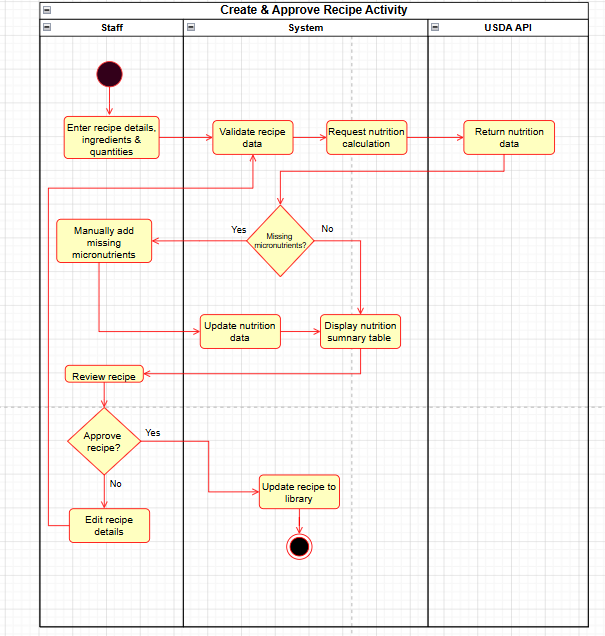 Create & Approve Recipe Activity
Staff
System
USDA API
Enter recipe details,
ingredients &
quantities
Validate recipe
data
Request nutrition
calculation
Return nutrition
data
Manually add
missing
micronutrients
Yes
Missing
micronutrients?
No
Update nutrition
data
Display nutrition
sumnary table
Review recipe
Approve
recipe?
Yes
No
Update recipe to
library
Edit recipe
details